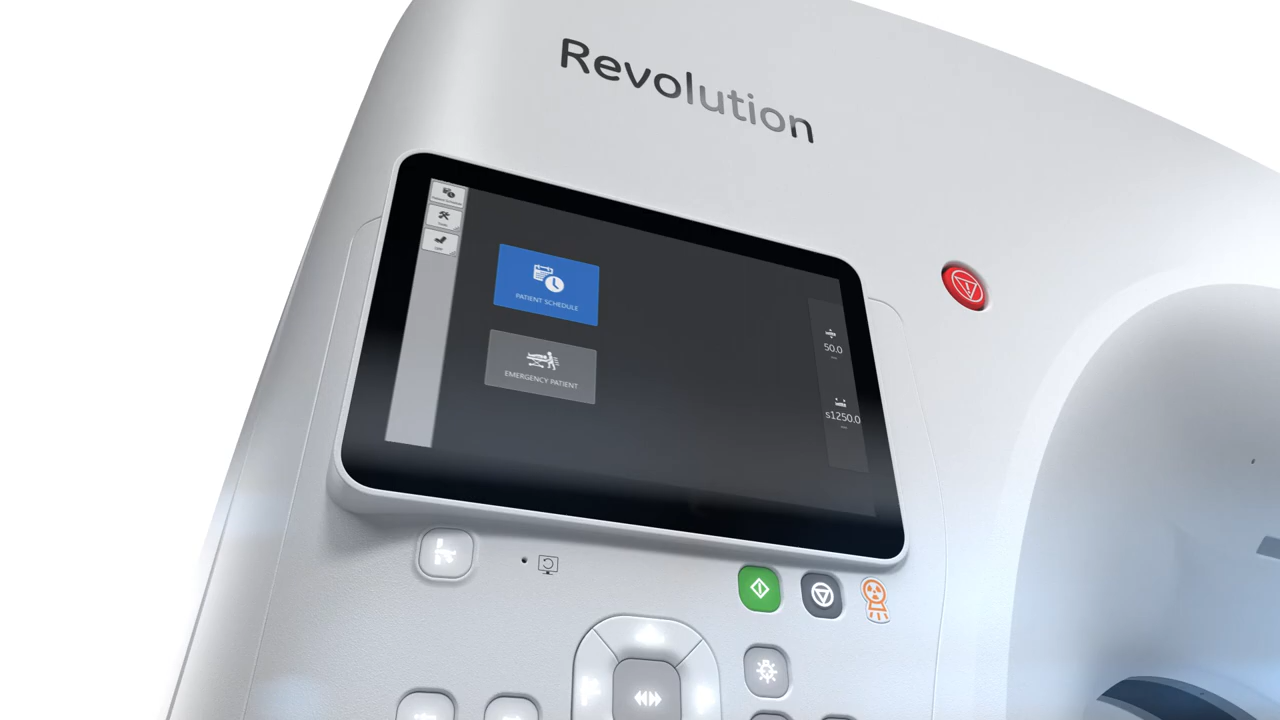 Revolution
PATIENT SCHEDULE
EMERGENCY PATIENT
50.0
s1250.0